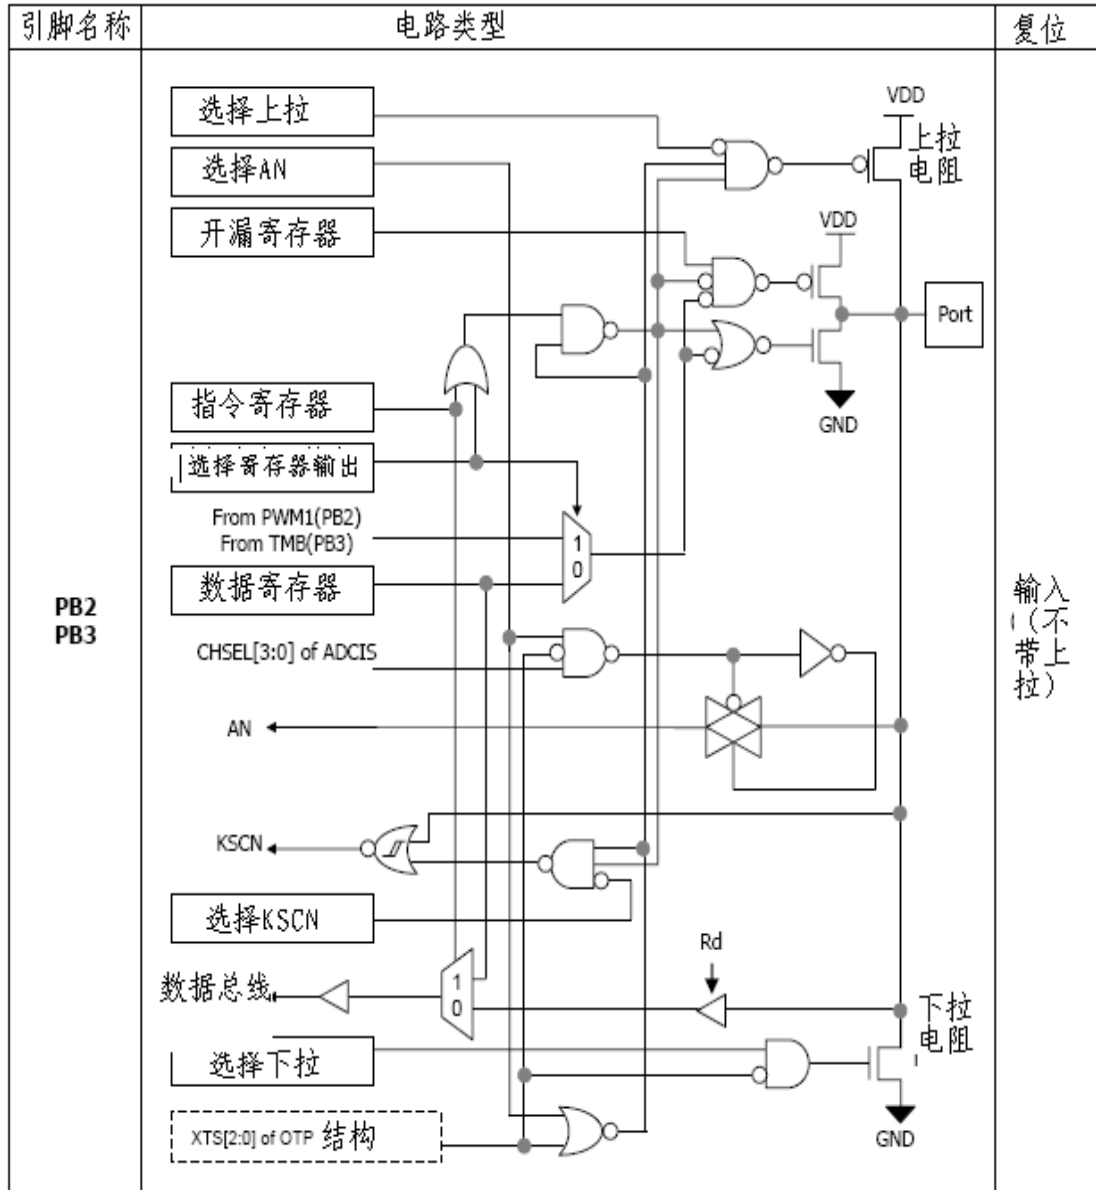 引脚名称
电路类型
复位
选择上拉
VDD
上拉
电阻
选择AN
开漏寄存器
VDD
Port
指令寄存器
GND
选择寄存器输出
From PWM1(PB2)
From TMB(PB3)
1
0
数据寄存器
PB2
PB3
输入
(不
带上
拉)
CHSEL[3:0] of ADCIS
AN
KSCN
选择KSCN
Rd
数据总线
1
0
下拉
电阻
选择下拉
XTS[2:0] of OTP 结构
GND